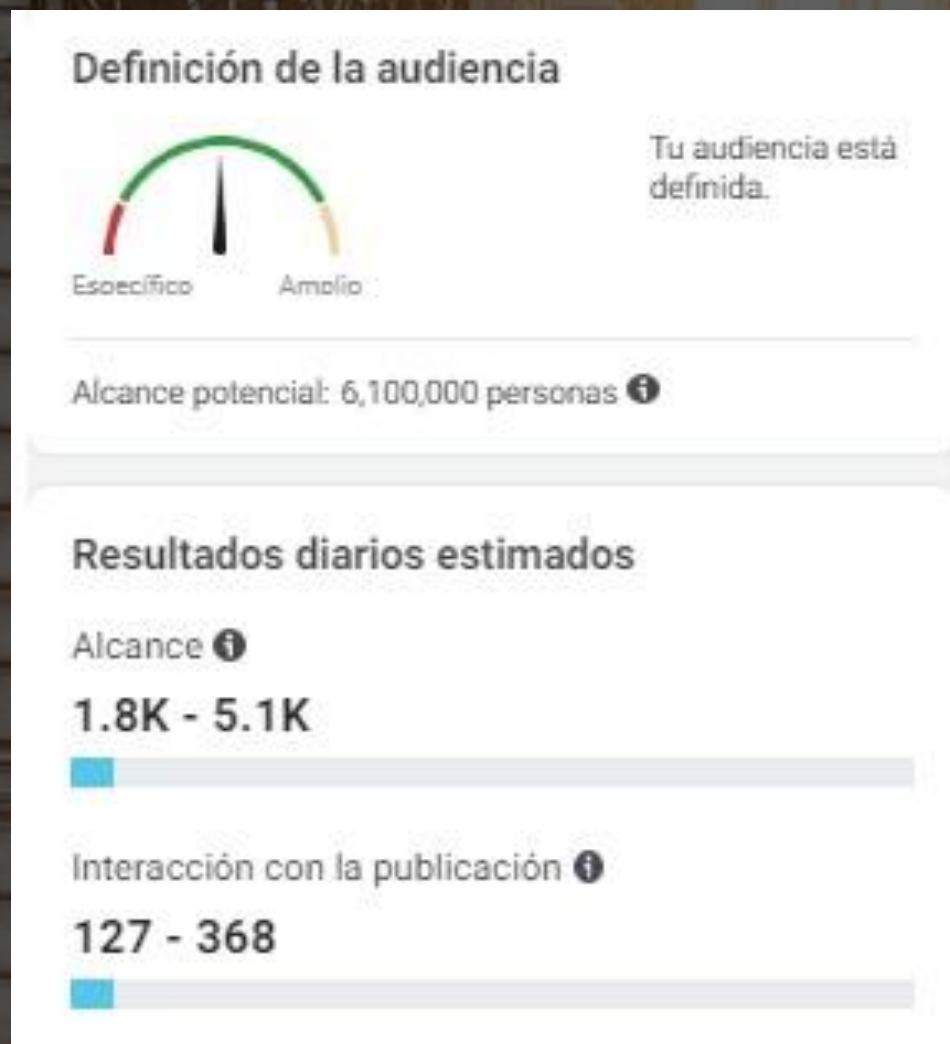 Definición de la audiencia
Tu audiencia está
definida.
Específico
Amplio
Alcance potencial: 6,100,000 personas
Resultados diarios estimados
Alcance
1.8K - 5.1K
Interacción con la publicación
127 - 368